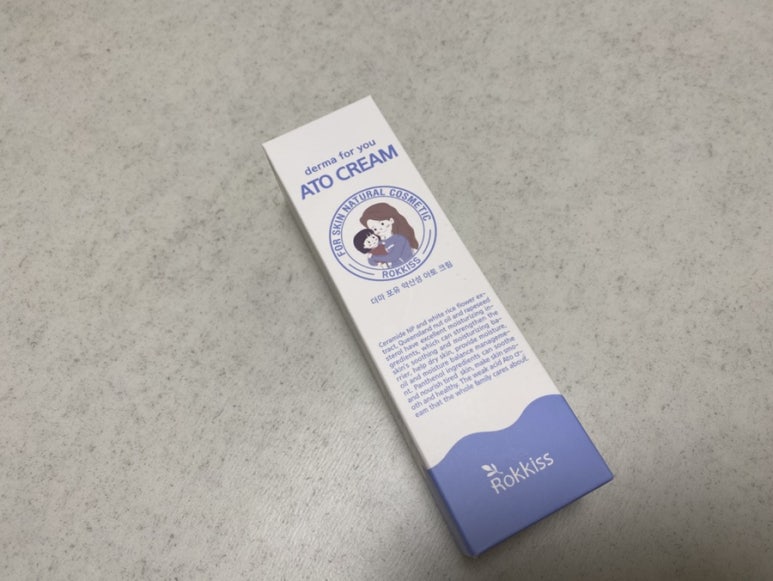 derma for you
ATO CREAM
FOR SKIN NATURAL COSMETIC
ROKKISS
더마 포유 약산성 아토 크림
Ceramide NP and white rice flower ex-
tract, Queensland nut oil and rapeseed
sterol have excellent moisturizing in-
gredients, which can strengthen the
skin's soothing and moisturizing ba-
rrier, help dry skin, provide moisture,
oil and moisture balance manageme-
nt. Panthenol ingredients can soothe
and nourish tired skin, make skin smo-
oth and healthy. The weak acid Ato cr-
eam that the whole family cares about.
Rokkiss